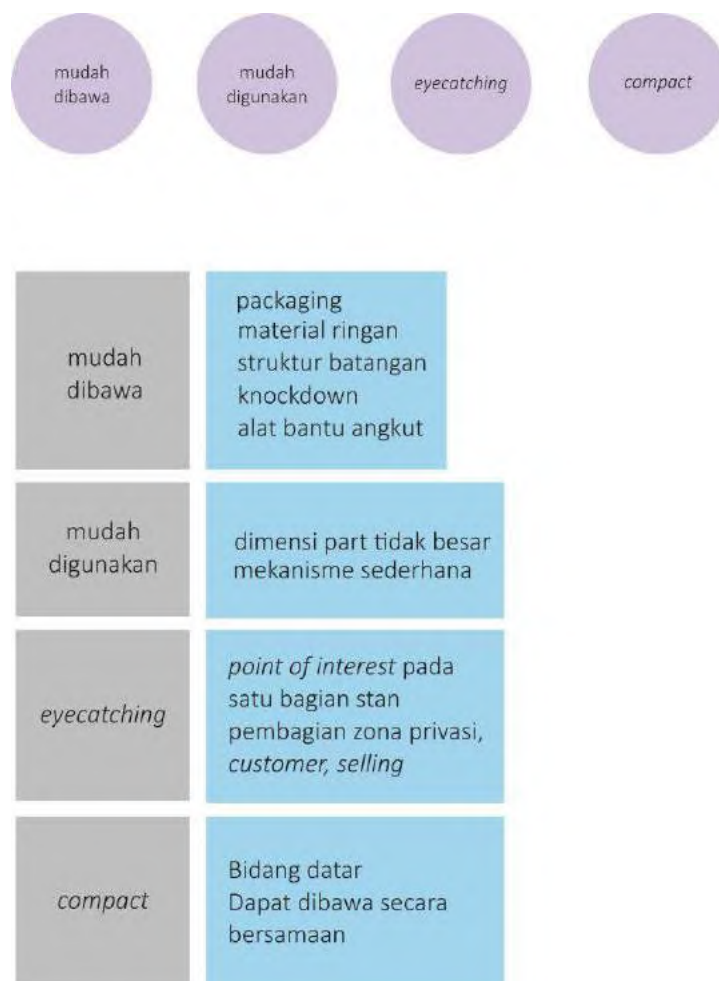 mudah
dibawa
mudah
digunakan
eyecatching
compact
mudah
dibawa
packaging
material ringan
struktur batangan
knockdown
alat bantu angkut
mudah
digunakan
dimensi part tidak besar
mekanisme sederhana
eyecatching
point of interest pada
satu bagian stan
pembagian zona privasi,
customer, selling
compact
Bidang datar
Dapat dibawa secara
bersamaan